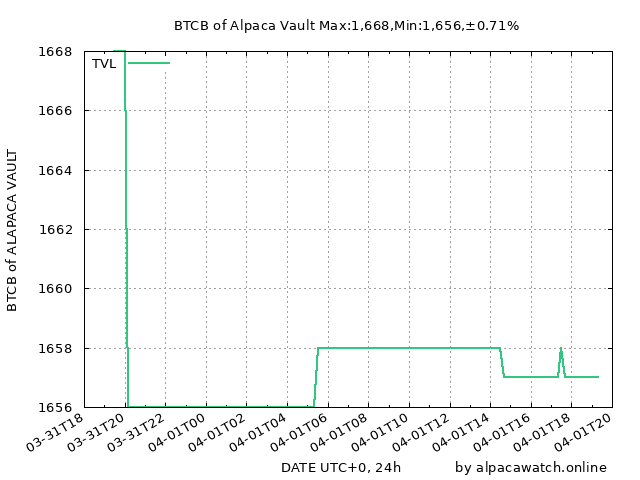 BTCB of Alpaca Vault Max:1,668,Min:1,656,±0.71%
1668
TVL
1666
1664
1662
1660
1658
1656
BTCB of ALAPACA VAULT
03-31T18 03-31T20 03-31T22 04-01T00 04-01T02 04-01T04 04-01T06 04-01T08 04-01T10 04-01T12 04-01T14 04-01T16 04-01T18 04-01T20
DATE UTC+0, 24h by alpacawatch.online